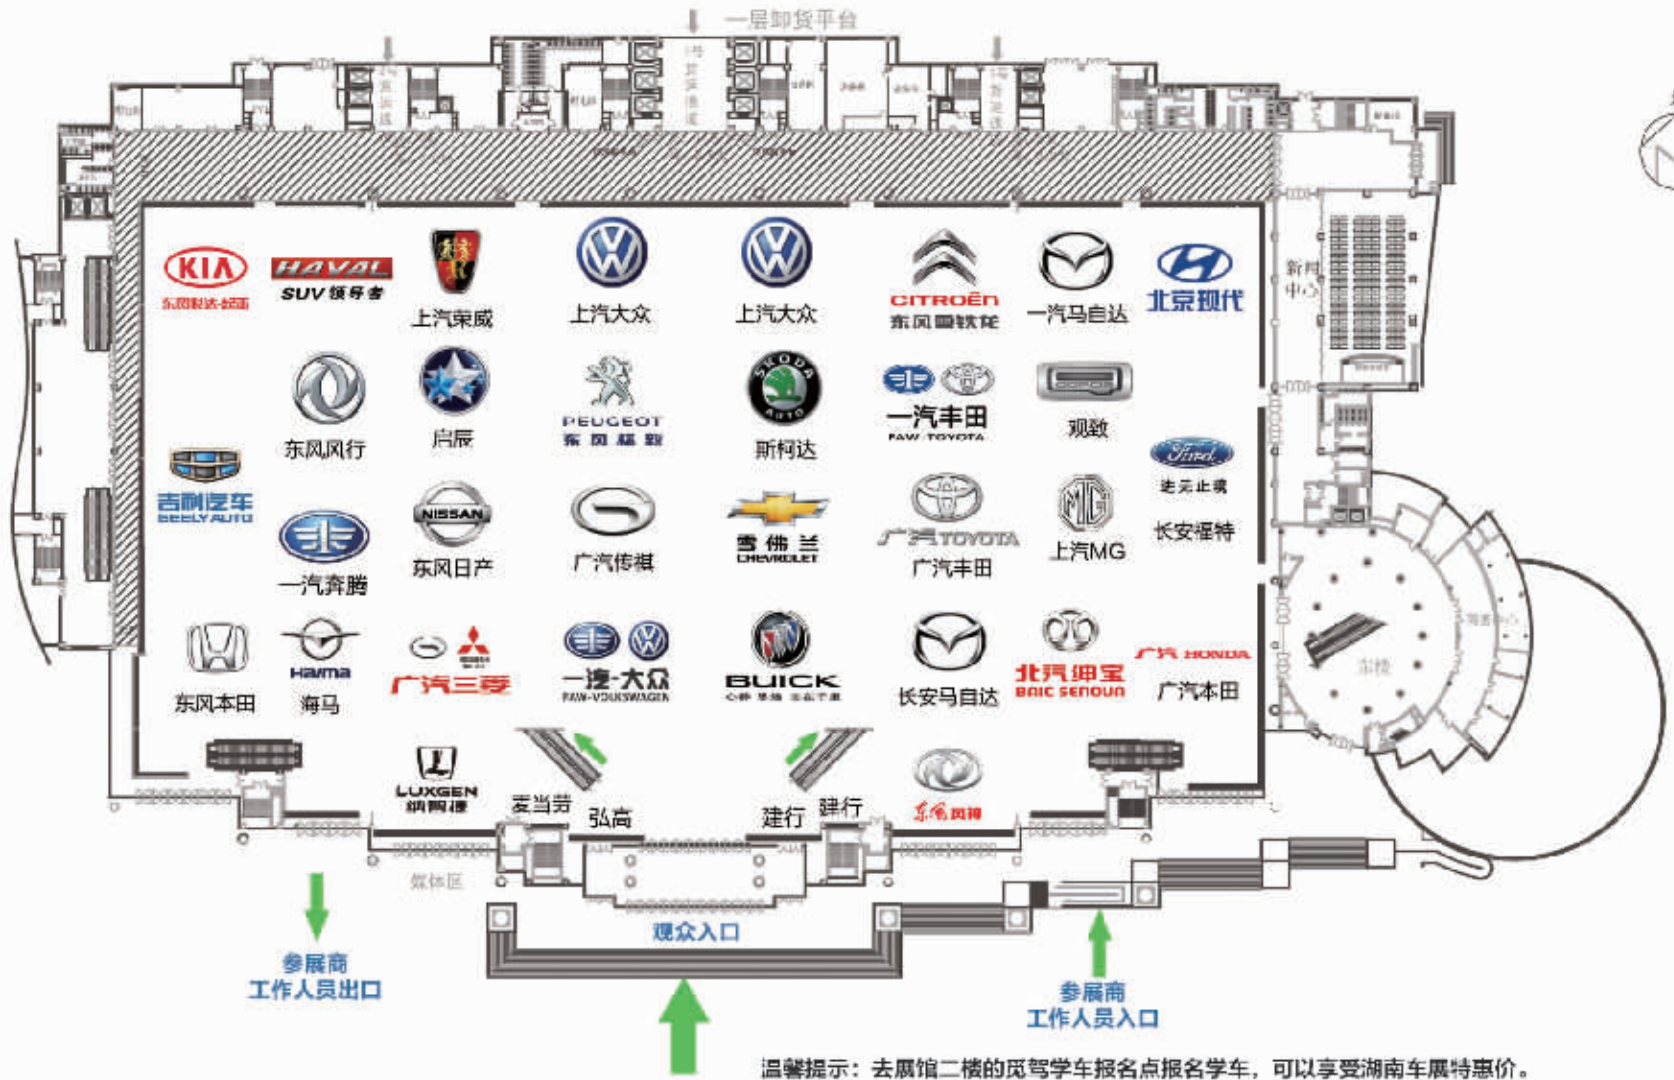 一层卸货平台
KIA
东风悦达·起亚
HAVAL
SUV 领导者
上汽荣威
上汽大众
上汽大众
CITROËN
东风雪铁龙
一汽马自达
北京现代
新闻中心
东风风行
启辰
PEUGEOT
东风标致
SKODA
AUTO
斯柯达
一汽丰田
FAW-TOYOTA
观致
吉利汽车
GEELY AUTO
一汽奔腾
NISSAN
东风日产
广汽传祺
雪佛兰
CHEVROLET
广汽TOYOTA
广汽丰田
MG
上汽MG
Ford
进无止境
长安福特
东风本田
Haima
海马
广汽三菱
一汽-大众
FAW-VOLKSWAGEN
BUICK
长安马自达
北汽绅宝
BAIC SENOVA
广汽 HONDA
广汽本田
东楼
LUXGEN
纳智捷
麦当劳
弘高
建行
建行
东风风神
媒体区
观众入口
参展商
工作人员出口
参展商
工作人员入口
温馨提示：去展馆二楼的觅驾学车报名点报名学车，可以享受湖南车展特惠价。